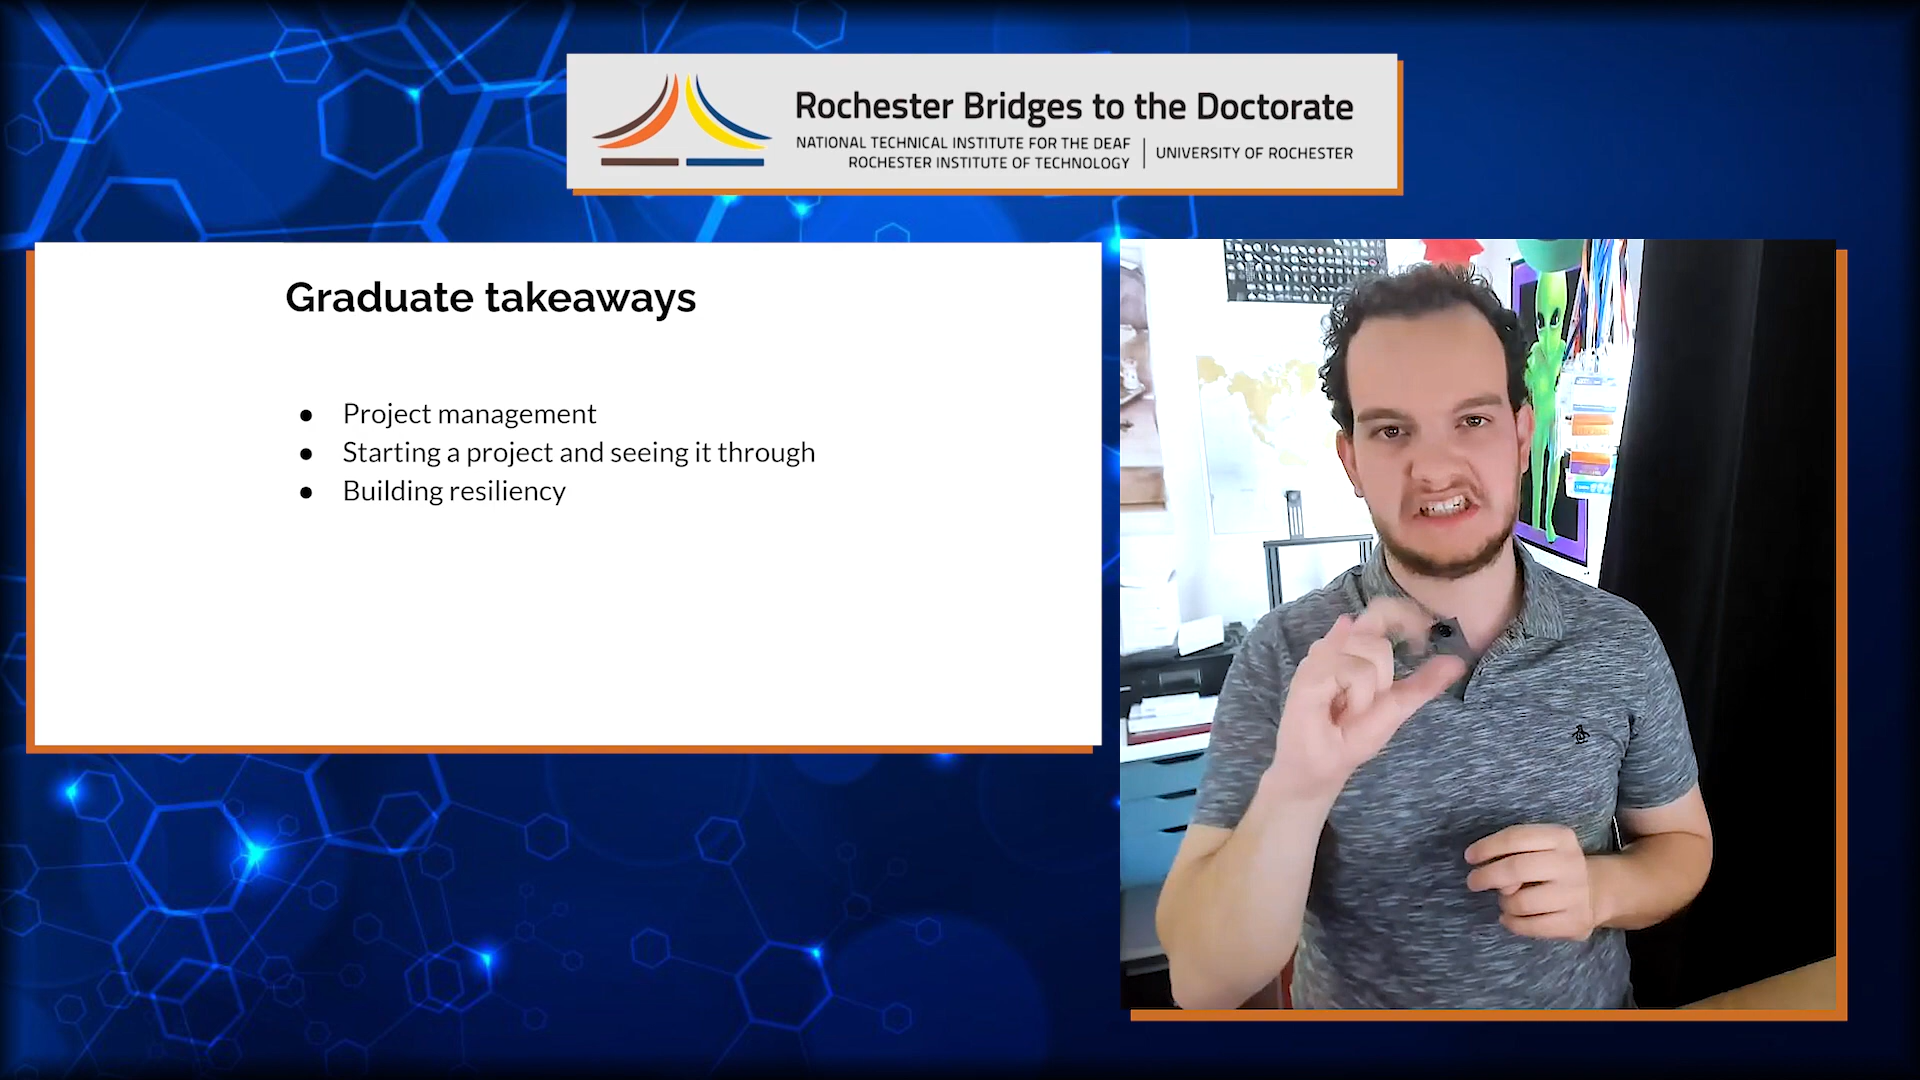 Rochester Bridges to the Doctorate
NATIONAL TECHNICAL INSTITUTE FOR THE DEAF
ROCHESTER INSTITUTE OF TECHNOLOGY | UNIVERSITY OF ROCHESTER
Graduate takeaways
● Project management
● Starting a project and seeing it through
● Building resiliency